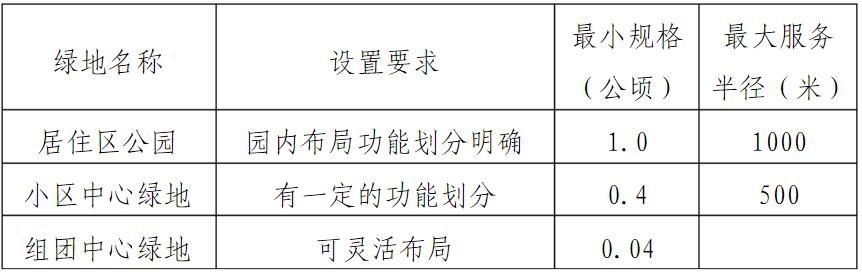 绿地名称 设置要求 最小规格（公顷） 最大服务半径（米）
居住区公园 园内布局功能划分明确 1.0 1000
小区中心绿地 有一定的功能划分 0.4 500
组团中心绿地 可灵活布局 0.04